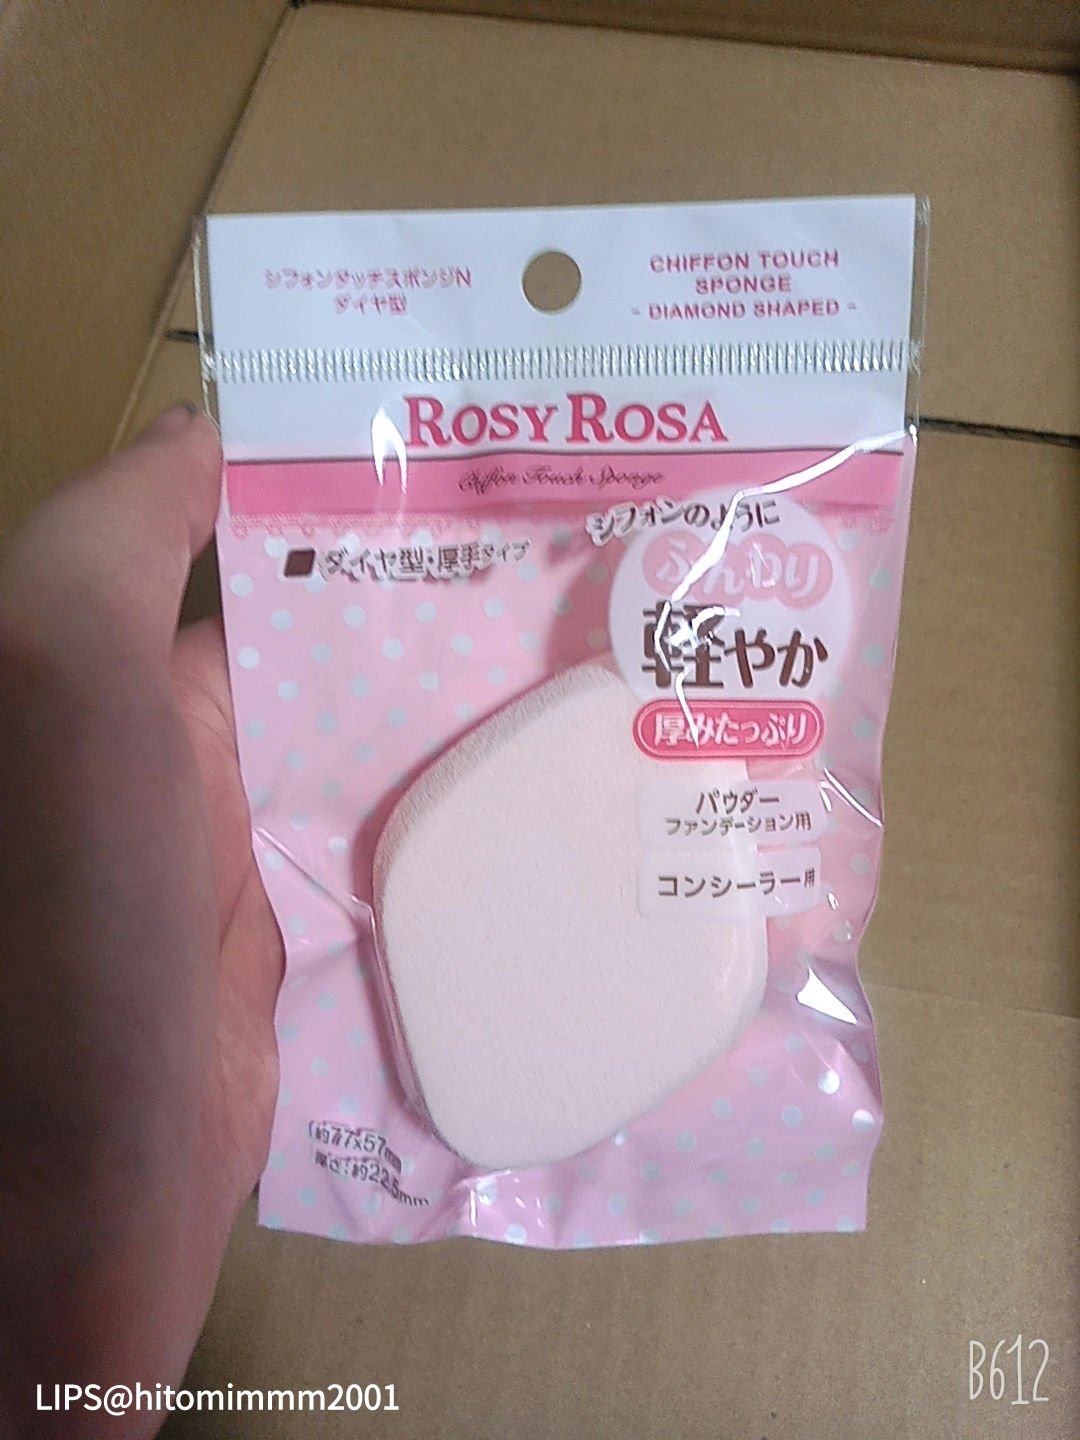 シフォンタッチスポンジN
ダイヤ型
CHIFFON TOUCH
SPONGE
- DIAMOND SHAPED -
ROSY ROSA
Chiffon Touch Sponge
シフォンのように
ふんわり
軽やか
■ダイヤ型・厚手タイプ
厚みたっぷり
パウダー
ファンデーション用
コンシーラー用
約77x57mm
厚さ:約22.5mm
LIPS@hitomimmm2001
B612